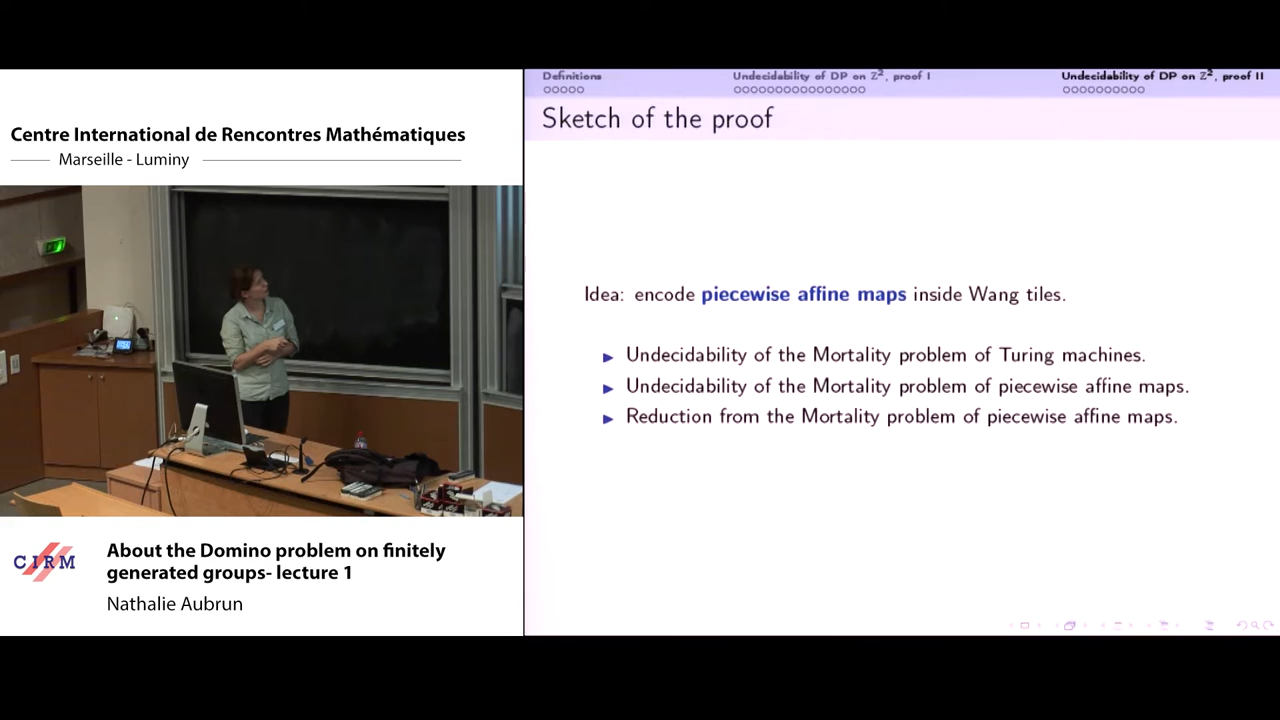 Centre International de Rencontres Mathématiques
Marseille - Luminy
Definitions
Undecidability of DP on ℤ², proof I
Undecidability of DP on ℤ², proof II
Sketch of the proof
Idea: encode piecewise affine maps inside Wang tiles.
Undecidability of the Mortality problem of Turing machines.
Undecidability of the Mortality problem of piecewise affine maps.
Reduction from the Mortality problem of piecewise affine maps.
CIRM
About the Domino problem on finitely
generated groups- lecture 1
Nathalie Aubrun